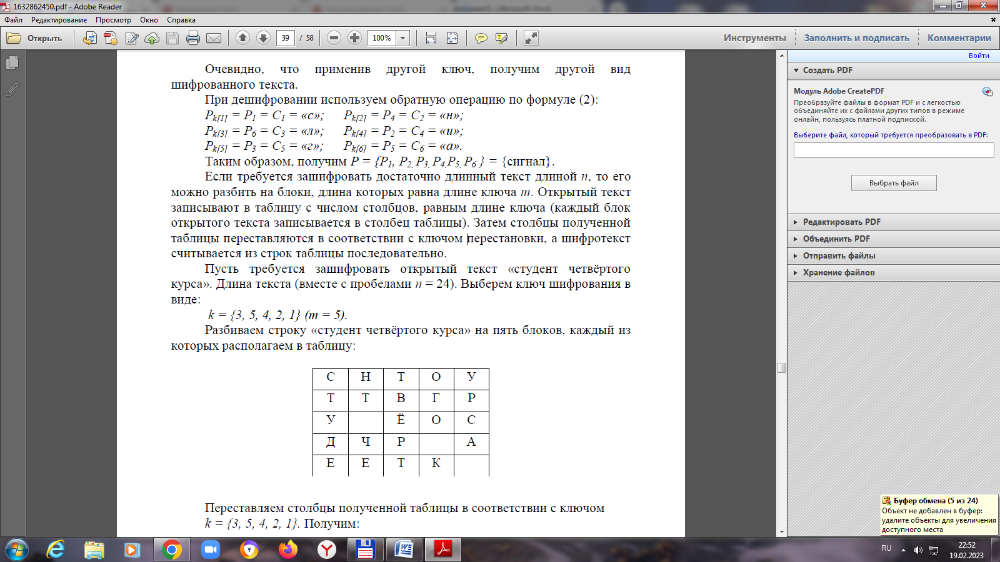 1632862450.pdf - Adobe Reader
Файл Редактирование Просмотр Окно Справка
Открыть 39 / 58 100% Инструменты Заполнить и подписать Комментарии
Очевидно, что применив другой ключ, получим другой вид
шифрованного текста.
При дешифровании используем обратную операцию по формуле (2):
P_k[1] = P_1 = C_1 = «с»; P_k[2] = P_4 = C_2 = «н»;
P_k[3] = P_6 = C_3 = «л»; P_k[4] = P_2 = C_4 = «и»;
P_k[5] = P_3 = C_5 = «г»; P_k[6] = P_5 = C_6 = «а».
Таким образом, получим P = {P_1, P_2, P_3, P_4, P_5, P_6 } = {сигнал}.
Если требуется зашифровать достаточно длинный текст длиной n, то его
можно разбить на блоки, длина которых равна длине ключа m. Открытый текст
записывают в таблицу с числом столбцов, равным длине ключа (каждый блок
открытого текста записывается в столбец таблицы). Затем столбцы полученной
таблицы переставляются в соответствии с ключом перестановки, а шифротекст
считывается из строк таблицы последовательно.
Пусть требуется зашифровать открытый текст «студент четвёртого
курса». Длина текста (вместе с пробелами n = 24). Выберем ключ шифрования в
виде:
k = {3, 5, 4, 2, 1} (m = 5).
Разбиваем строку «студент четвёртого курса» на пять блоков, каждый из
которых располагаем в таблицу:
С Н Т О У
Т Т В Г Р
У Ё О С
Д Ч Р А
Е Е Т К
Переставляем столбцы полученной таблицы в соответствии с ключом
k = {3, 5, 4, 2, 1}. Получим:
Войти
Создать PDF
Модуль Adobe CreatePDF
Преобразуйте файлы в формат PDF и с легкостью
объединяйте их с файлами других типов в режиме
онлайн, пользуясь платной подпиской.
Выберите файл, который требуется преобразовать в PDF:
Выбрать файл
Редактировать PDF
Объединить PDF
Отправить файлы
Хранение файлов
Буфер обмена (5 из 24)
Объект не добавлен в буфер:
удалите объекты для увеличения
доступного места
RU
22:52
19.02.2023